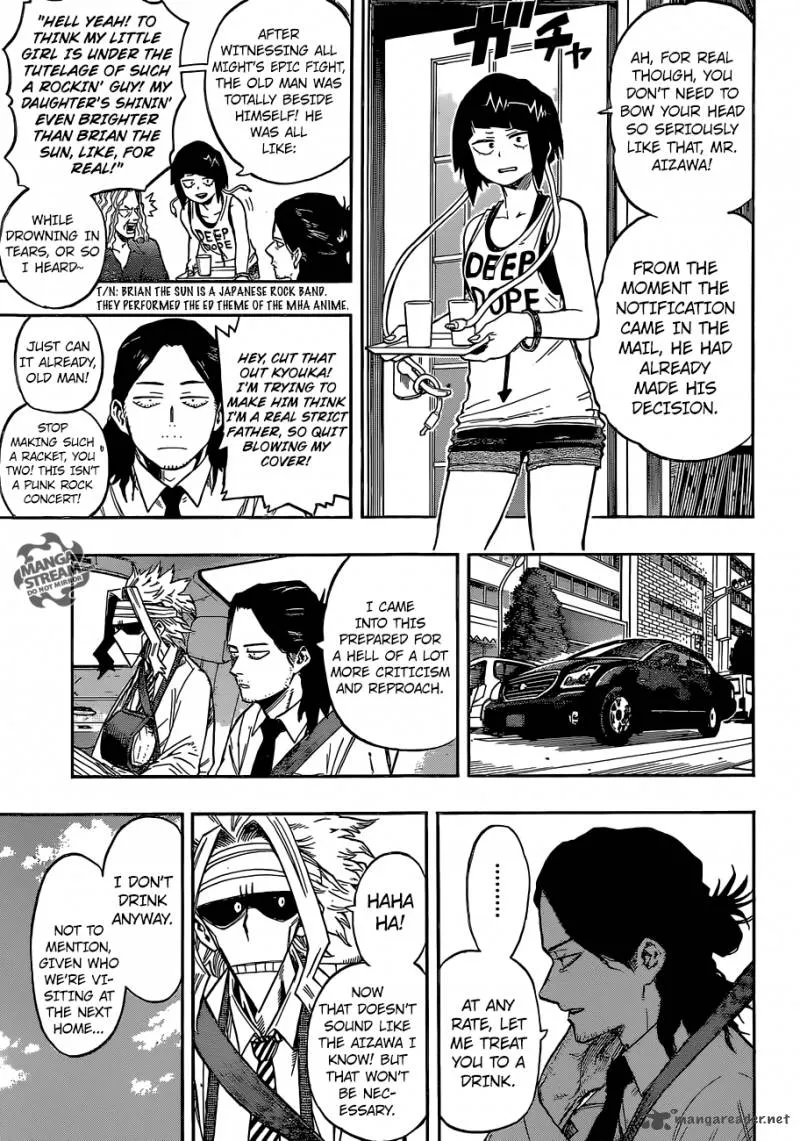 AH, FOR REAL
THOUGH, YOU
DON'T NEED TO
BOW YOUR HEAD
SO SERIOUSLY
LIKE THAT, MR.
AIZAWA!
ガチャ
FROM THE
MOMENT THE
NOTIFICATION
CAME IN THE
MAIL, HE HAD
ALREADY
MADE HIS
DECISION.
DEEP
DOPE
AFTER
WITNESSING ALL
MIGHT'S EPIC FIGHT,
THE OLD MAN WAS
TOTALLY BESIDE
HIMSELF! HE
WAS ALL
LIKE:
"HELL YEAH! TO
THINK MY LITTLE
GIRL IS UNDER THE
TUTELAGE OF SUCH
A ROCKIN' GUY! MY
DAUGHTER'S SHININ'
EVEN BRIGHTER
THAN BRIAN THE
SUN, LIKE, FOR
REAL!"
WHILE
DROWNING IN
TEARS, OR SO
I HEARD~
DEEP
DOPE
T/N: BRIAN THE SUN IS A JAPANESE ROCK BAND.
THEY PERFORMED THE ED THEME OF THE MHA ANIME.
HEY, CUT THAT
OUT KYOUKA!
I'M TRYING TO
MAKE HIM THINK
I'M A REAL STRICT
FATHER, SO QUIT
BLOWING MY
COVER!
JUST CAN
IT ALREADY,
OLD MAN!
STOP
MAKING SUCH
A RACKET, YOU
TWO! THIS ISN'T
A PUNK ROCK
CONCERT!
MANGA
STREAM
DO NOT MIRROR
I CAME
INTO THIS
PREPARED FOR
A HELL OF A LOT
MORE CRITICISM
AND REPROACH.
.........
AT ANY
RATE, LET
ME TREAT
YOU TO A
DRINK.
HAHA
HA!
NOW
THAT DOESN'T
SOUND LIKE
THE AIZAWA I
KNOW! BUT
THAT WON'T
BE NEC-
ESSARY.
I DON'T
DRINK
ANYWAY.
NOT TO
MENTION,
GIVEN WHO
WE'RE VI-
SITING AT
THE NEXT
HOME...
mangareader.net